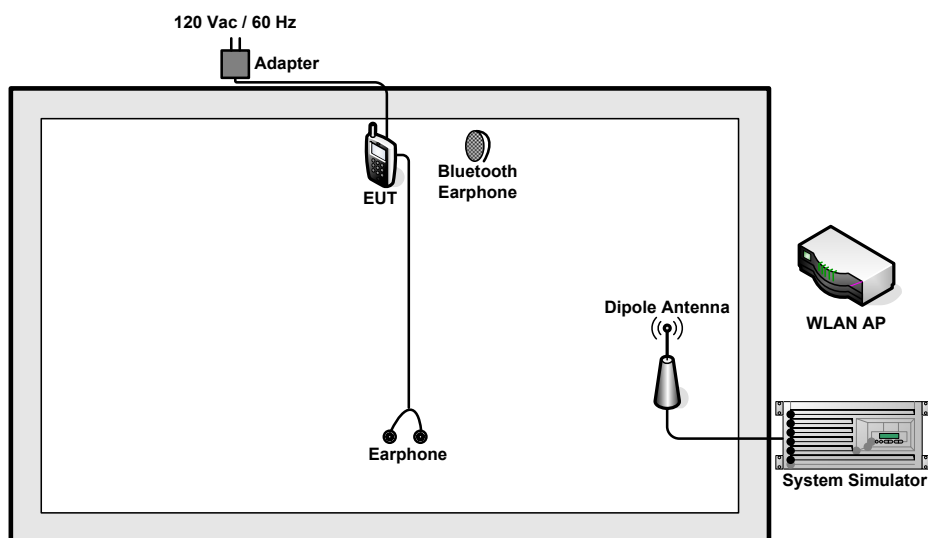 120 Vac / 60 Hz
Adapter
EUT
Bluetooth
Earphone
Dipole Antenna
WLAN AP
Earphone
System Simulator